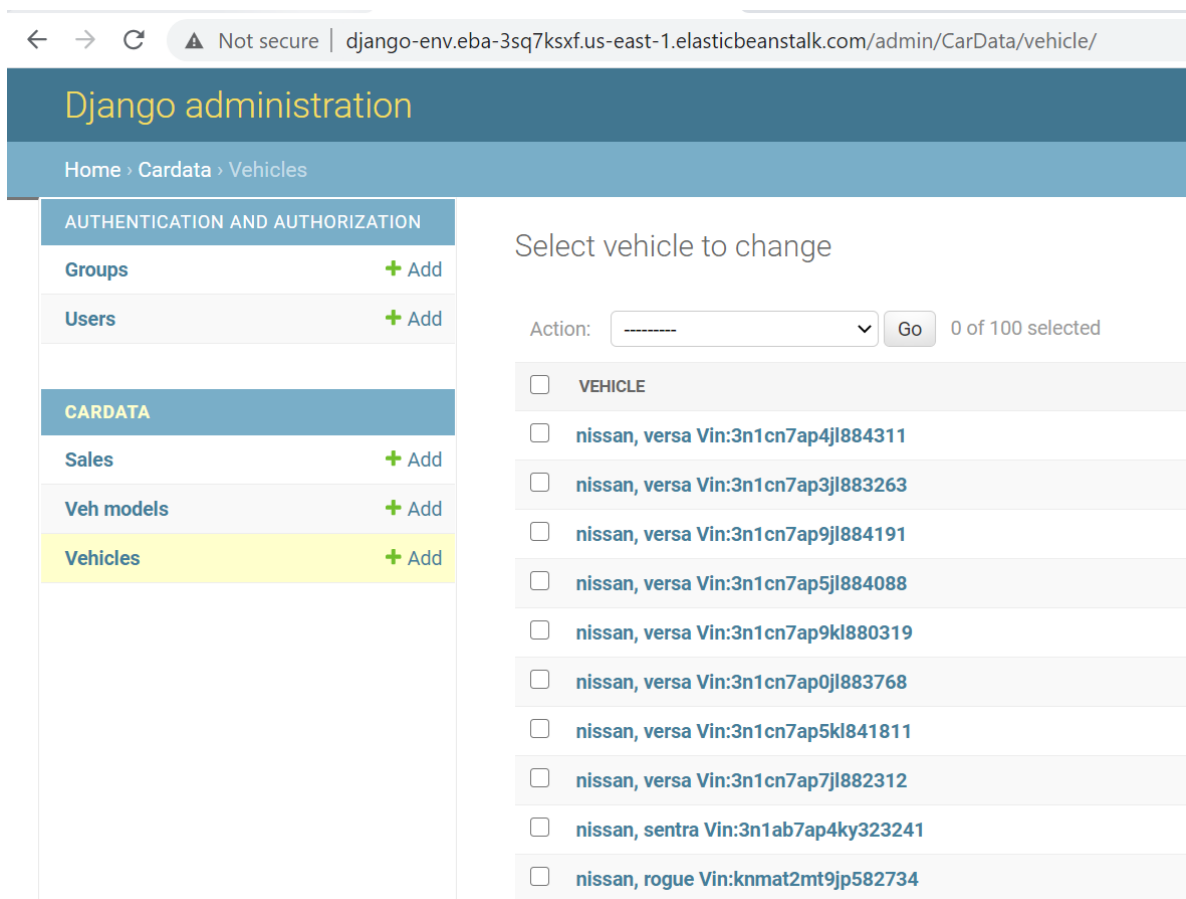 Not secure | django-env.eba-3sq7ksxf.us-east-1.elasticbeanstalk.com/admin/CarData/vehicle/
Django administration
Home › Cardata › Vehicles
AUTHENTICATION AND AUTHORIZATION
Groups + Add
Users + Add
CARDATA
Sales + Add
Veh models + Add
Vehicles + Add
Select vehicle to change
Action: --------- Go 0 of 100 selected
VEHICLE
nissan, versa Vin:3n1cn7ap4jl884311
nissan, versa Vin:3n1cn7ap3jl883263
nissan, versa Vin:3n1cn7ap9jl884191
nissan, versa Vin:3n1cn7ap5jl884088
nissan, versa Vin:3n1cn7ap9kl880319
nissan, versa Vin:3n1cn7ap0jl883768
nissan, versa Vin:3n1cn7ap5kl841811
nissan, versa Vin:3n1cn7ap7jl882312
nissan, sentra Vin:3n1ab7ap4ky323241
nissan, rogue Vin:knmat2mt9jp582734